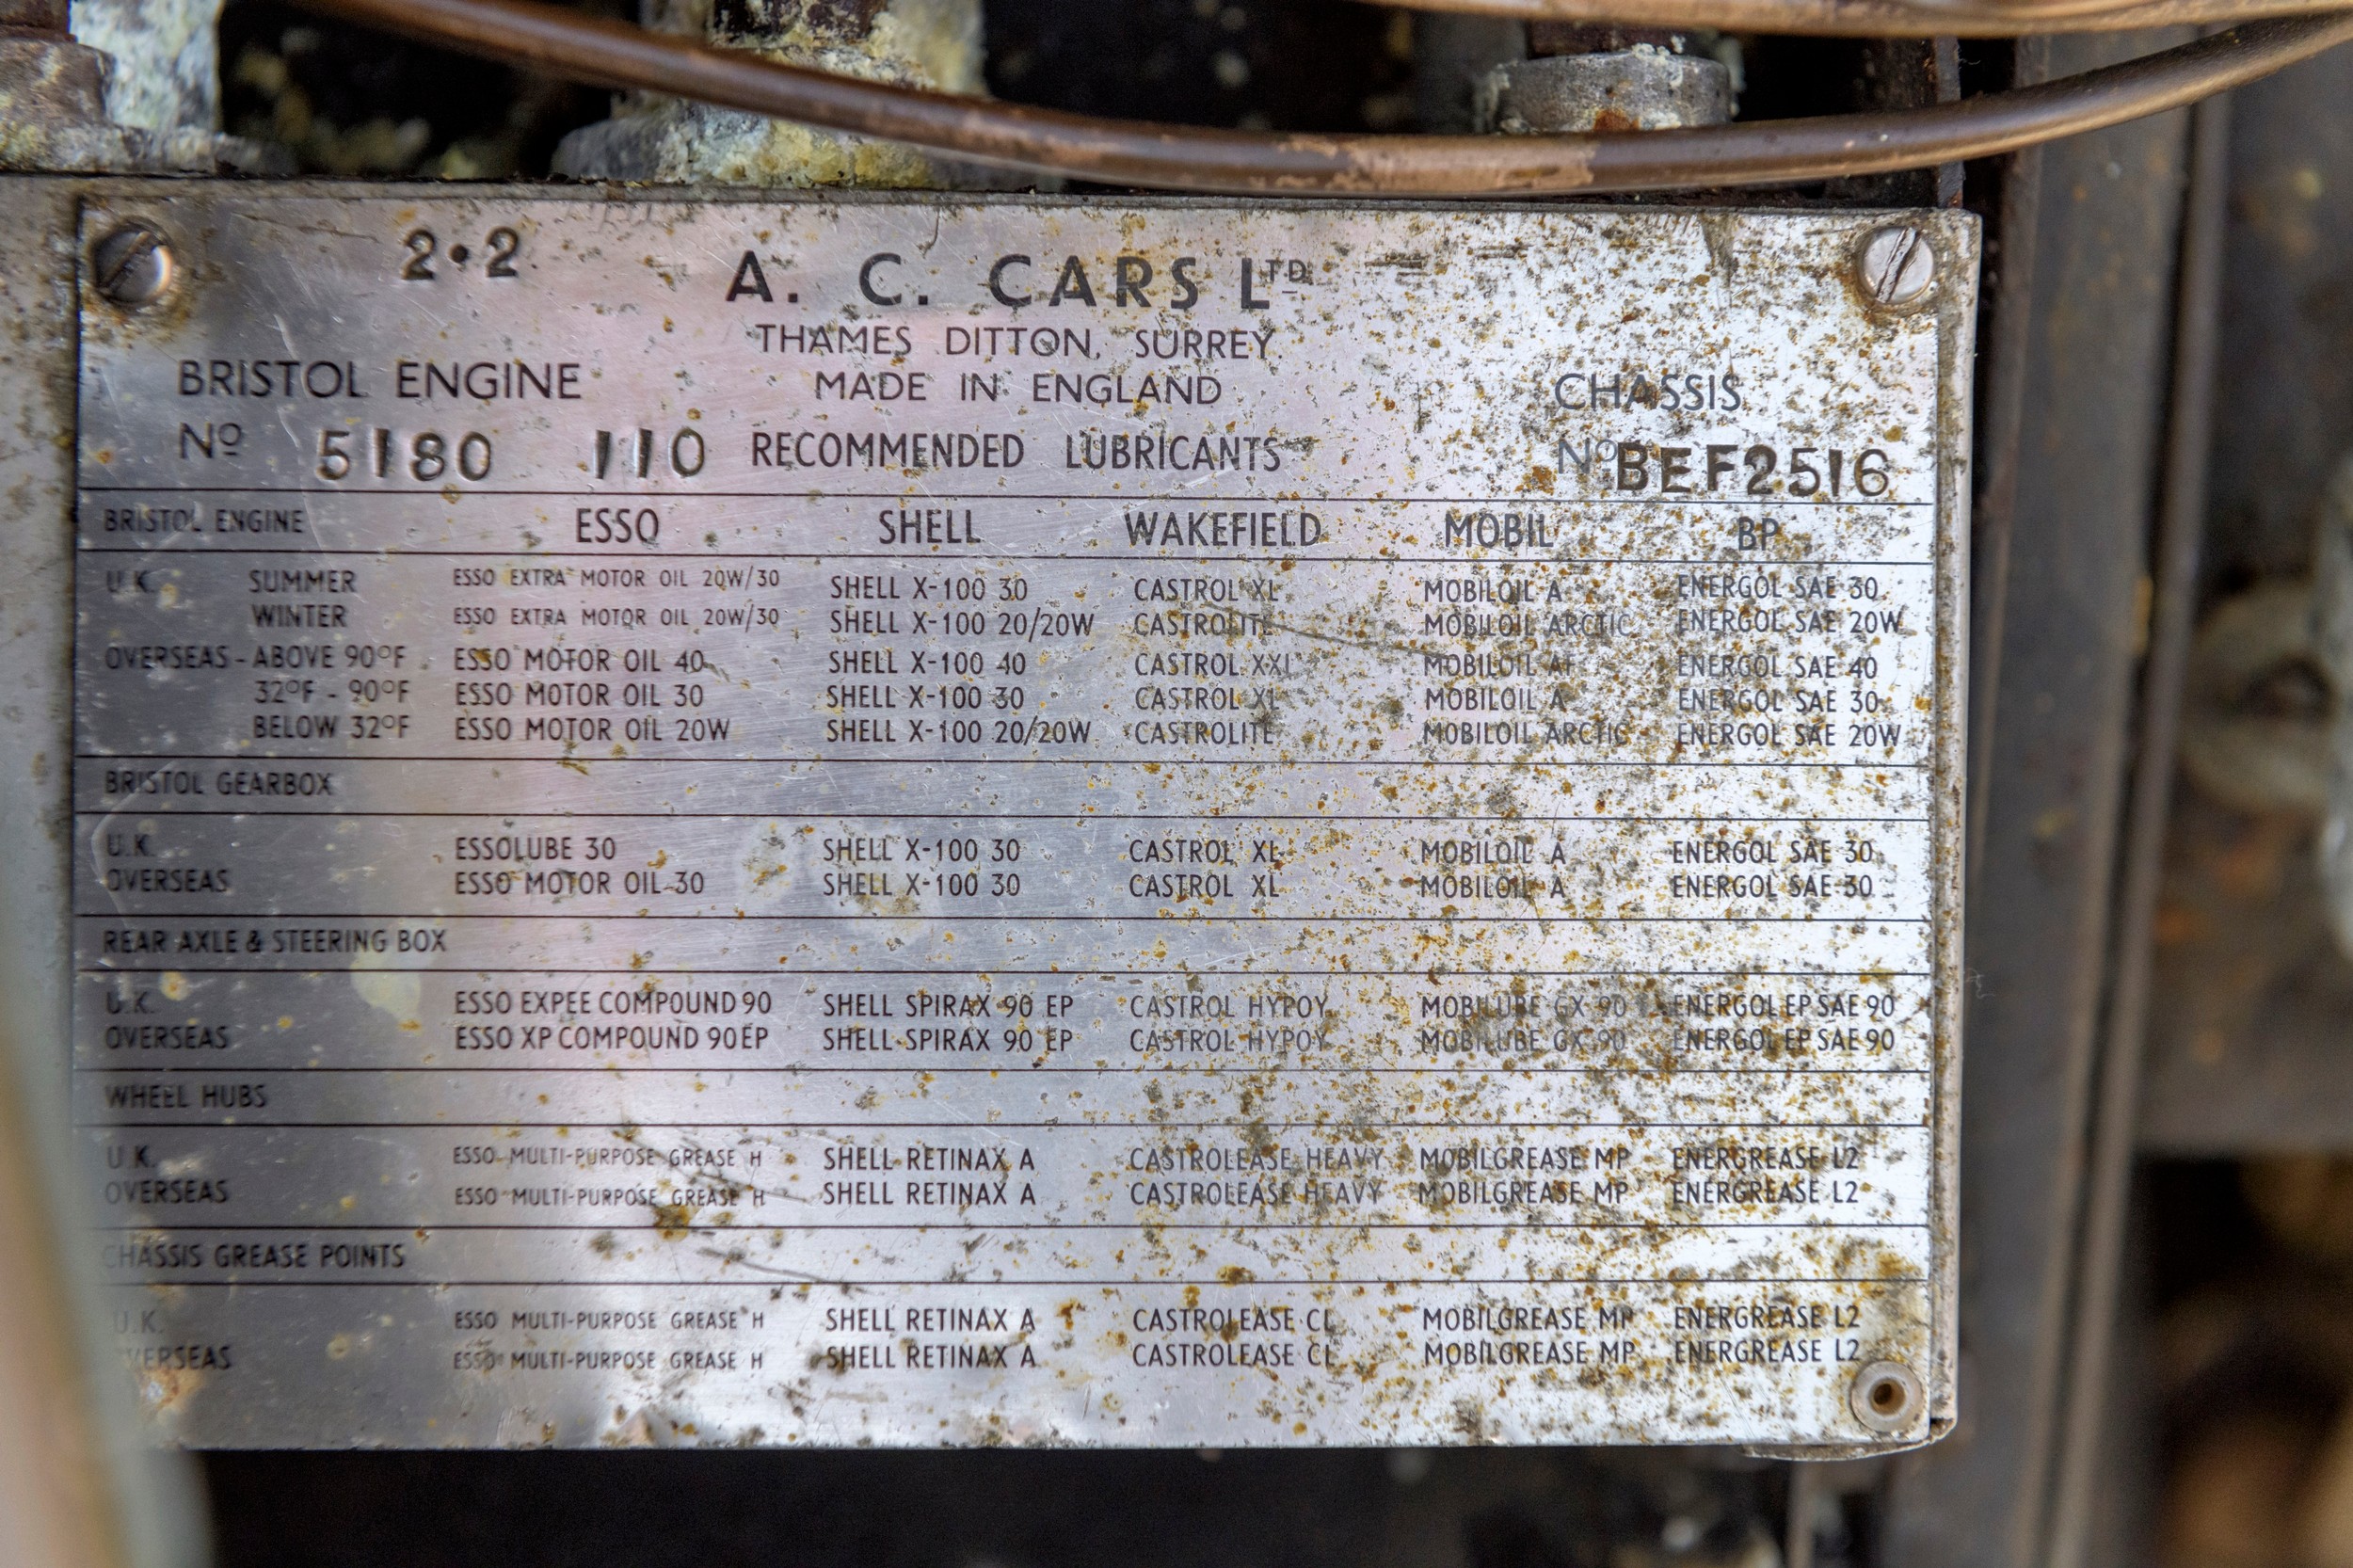 2·2
A. C. CARS LTD
THAMES DITTON, SURREY.
MADE IN ENGLAND
BRISTOL ENGINE
CHASSIS
Nº 5180 110 RECOMMENDED LUBRICANTS Nº BEF2516
BRISTOL ENGINE ESSO SHELL WAKEFIELD MOBIL BP
U.K. SUMMER ESSO EXTRA MOTOR OIL 20W/30 SHELL X-100 30 CASTROL XL MOBILOIL A ENERGOL SAE 30
WINTER ESSO EXTRA MOTOR OIL 20W/30 SHELL X-100 20/20W CASTROLITE MOBILOIL ARCTIC ENERGOL SAE 20W
OVERSEAS - ABOVE 90ºF ESSO MOTOR OIL 40 SHELL X-100 40 CASTROL XXL MOBILOIL AF ENERGOL SAE 40
32ºF - 90ºF ESSO MOTOR OIL 30 SHELL X-100 30 CASTROL XL MOBILOIL A ENERGOL SAE 30
BELOW 32ºF ESSO MOTOR OIL 20W SHELL X-100 20/20W CASTROLITE MOBILOIL ARCTIC ENERGOL SAE 20W
BRISTOL GEARBOX
U.K. ESSOLUBE 30 SHELL X-100 30 CASTROL XL MOBILOIL A ENERGOL SAE 30
OVERSEAS ESSO MOTOR OIL 30 SHELL X-100 30 CASTROL XL MOBILOIL A ENERGOL SAE 30
REAR AXLE & STEERING BOX
U.K. ESSO EXPEE COMPOUND 90 SHELL SPIRAX 90 EP CASTROL HYPOY MOBILUBE GX 90 ENERGOL EP SAE 90
OVERSEAS ESSO XP COMPOUND 90 EP SHELL SPIRAX 90 EP CASTROL HYPOY MOBILUBE GX 90 ENERGOL EP SAE 90
WHEEL HUBS
U.K. ESSO MULTI-PURPOSE GREASE H SHELL RETINAX A CASTROLEASE HEAVY MOBILGREASE MP ENERGREASE L2
OVERSEAS ESSO MULTI-PURPOSE GREASE H SHELL RETINAX A CASTROLEASE HEAVY MOBILGREASE MP ENERGREASE L2
CHASSIS GREASE POINTS
U.K. ESSO MULTI-PURPOSE GREASE H SHELL RETINAX A CASTROLEASE CL MOBILGREASE MP ENERGREASE L2
OVERSEAS ESSO MULTI-PURPOSE GREASE H SHELL RETINAX A CASTROLEASE CL MOBILGREASE MP ENERGREASE L2